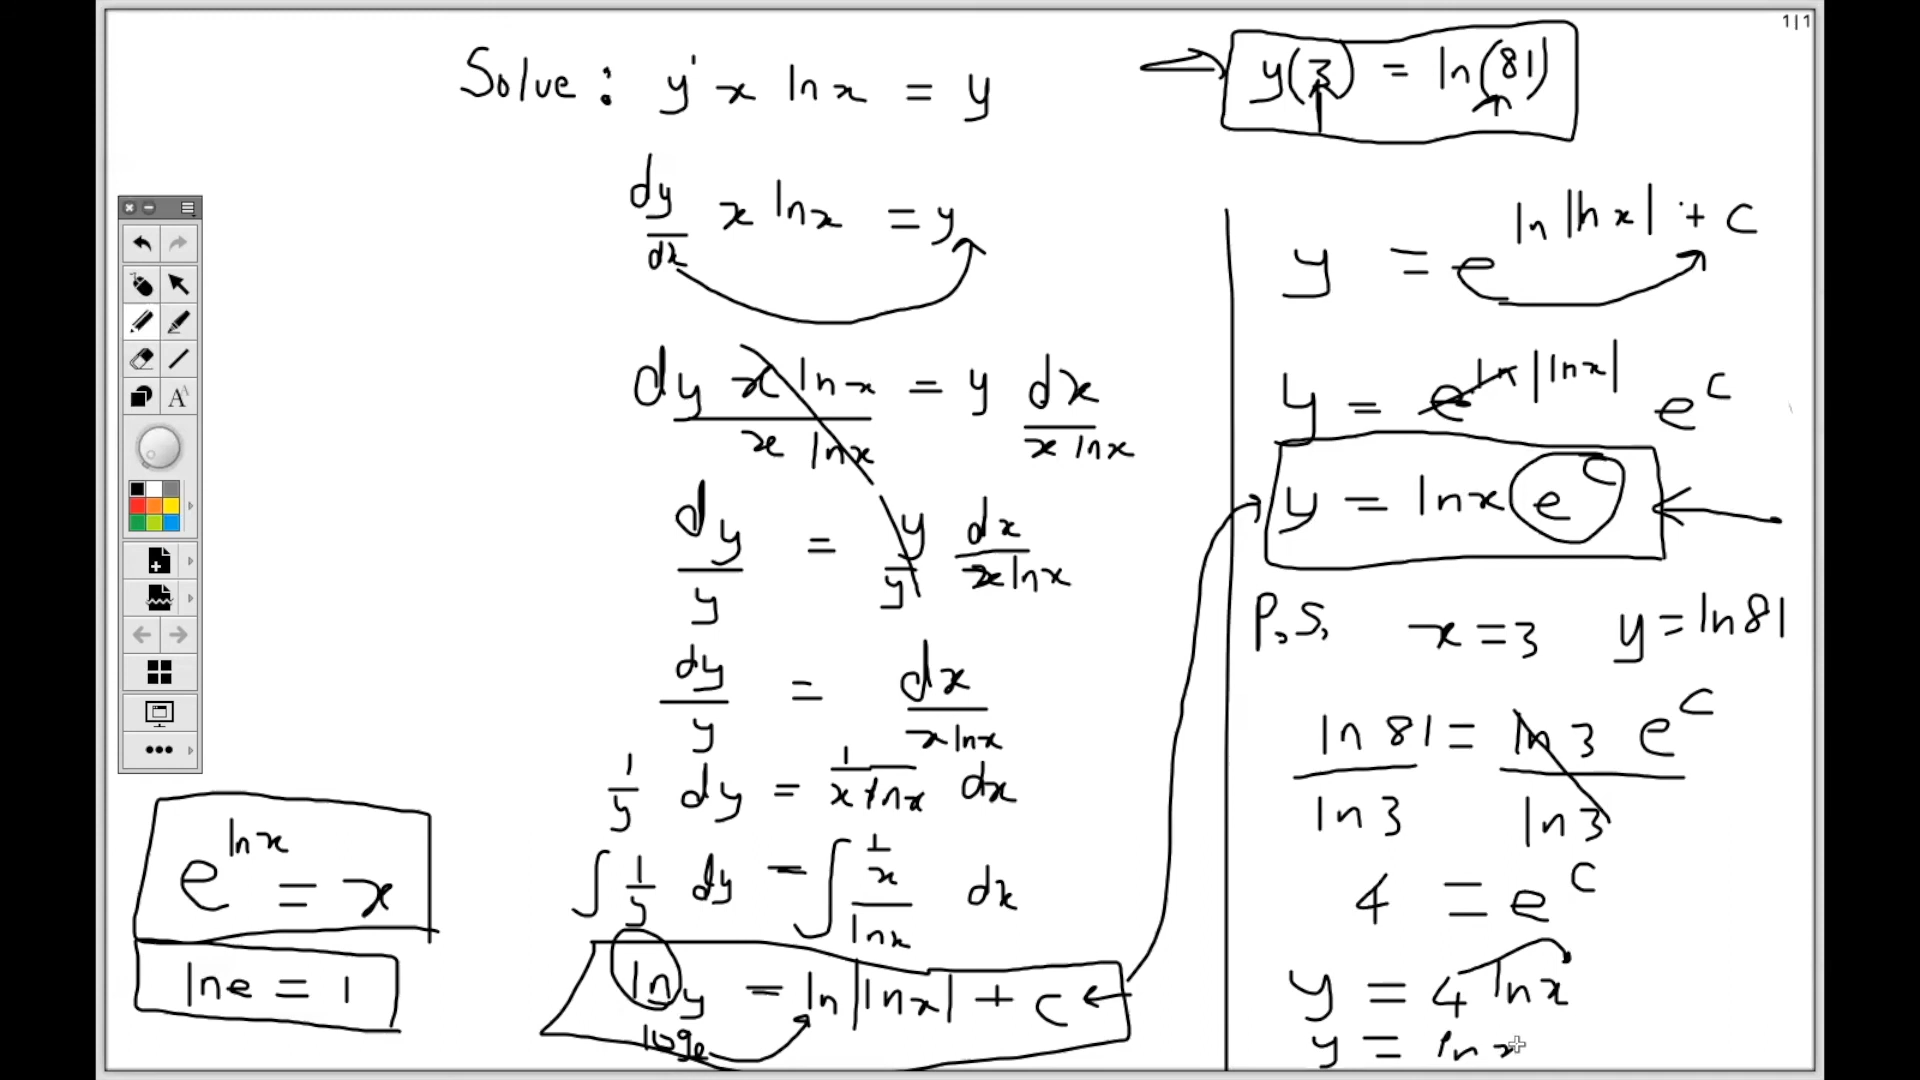 1|1
Solve : y' x ln x = y
y(3) = ln(81)
dy/dx x ln x = y
dy x ln x / x ln x = y dx / x ln x
dy/y = y/y dx / x ln x
dy/y = dx / x ln x
1/y dy = 1 / x ln x dx
∫ 1/y dy = ∫ (1/x) / ln x dx
ln y = ln |ln x| + C
log e
e^ln x = x
ln e = 1
y = e^ln |ln x| + C
y = e^ln |ln x| e^C
y = ln x e^C
P.S. x = 3 y = ln 81
ln 81 / ln 3 = ln 3 e^C / ln 3
4 = e^C
y = 4 ln x
y = ln x